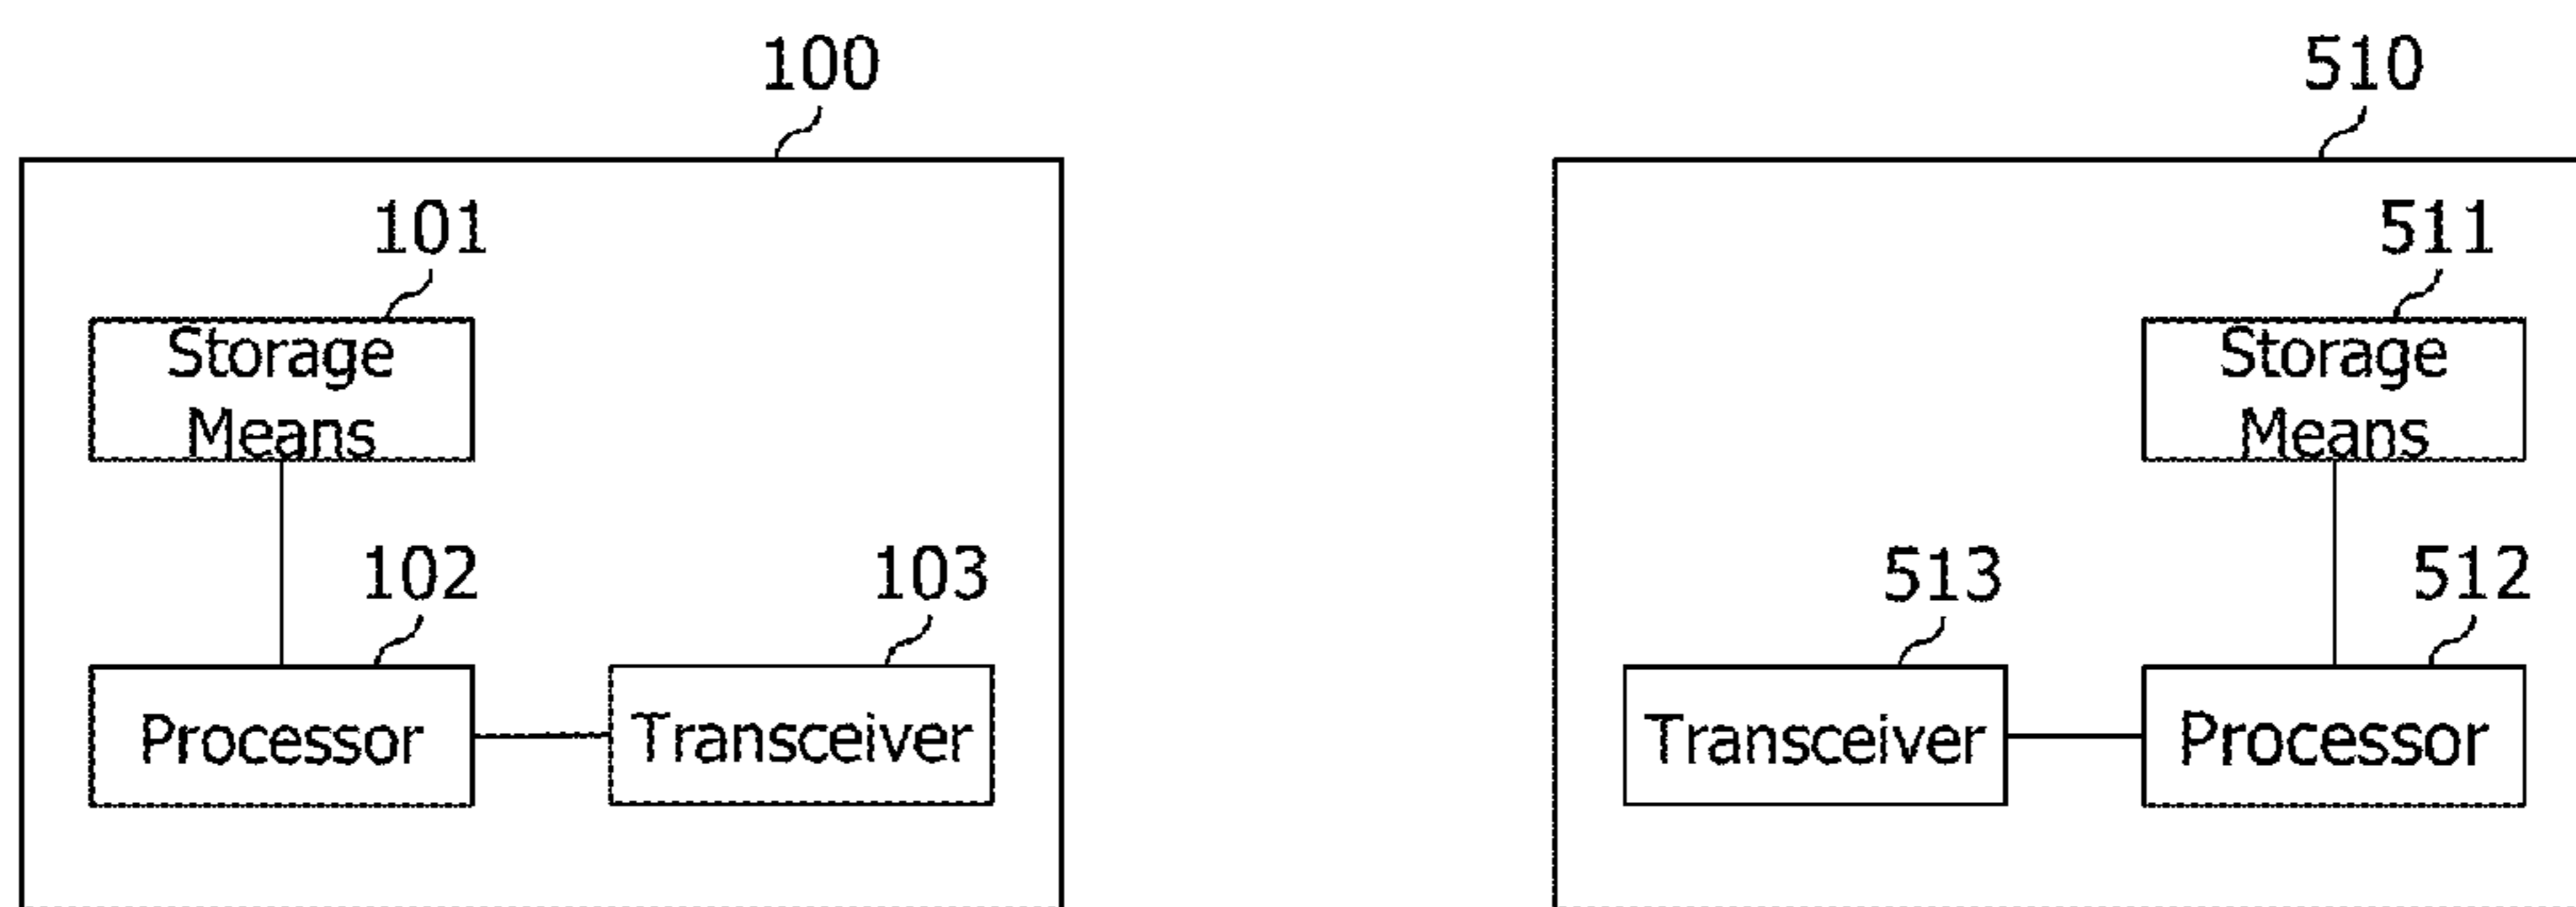 100
510
101
511
Storage
Means
Storage
Means
102
103
513
512
Processor
Transceiver
Transceiver
Processor